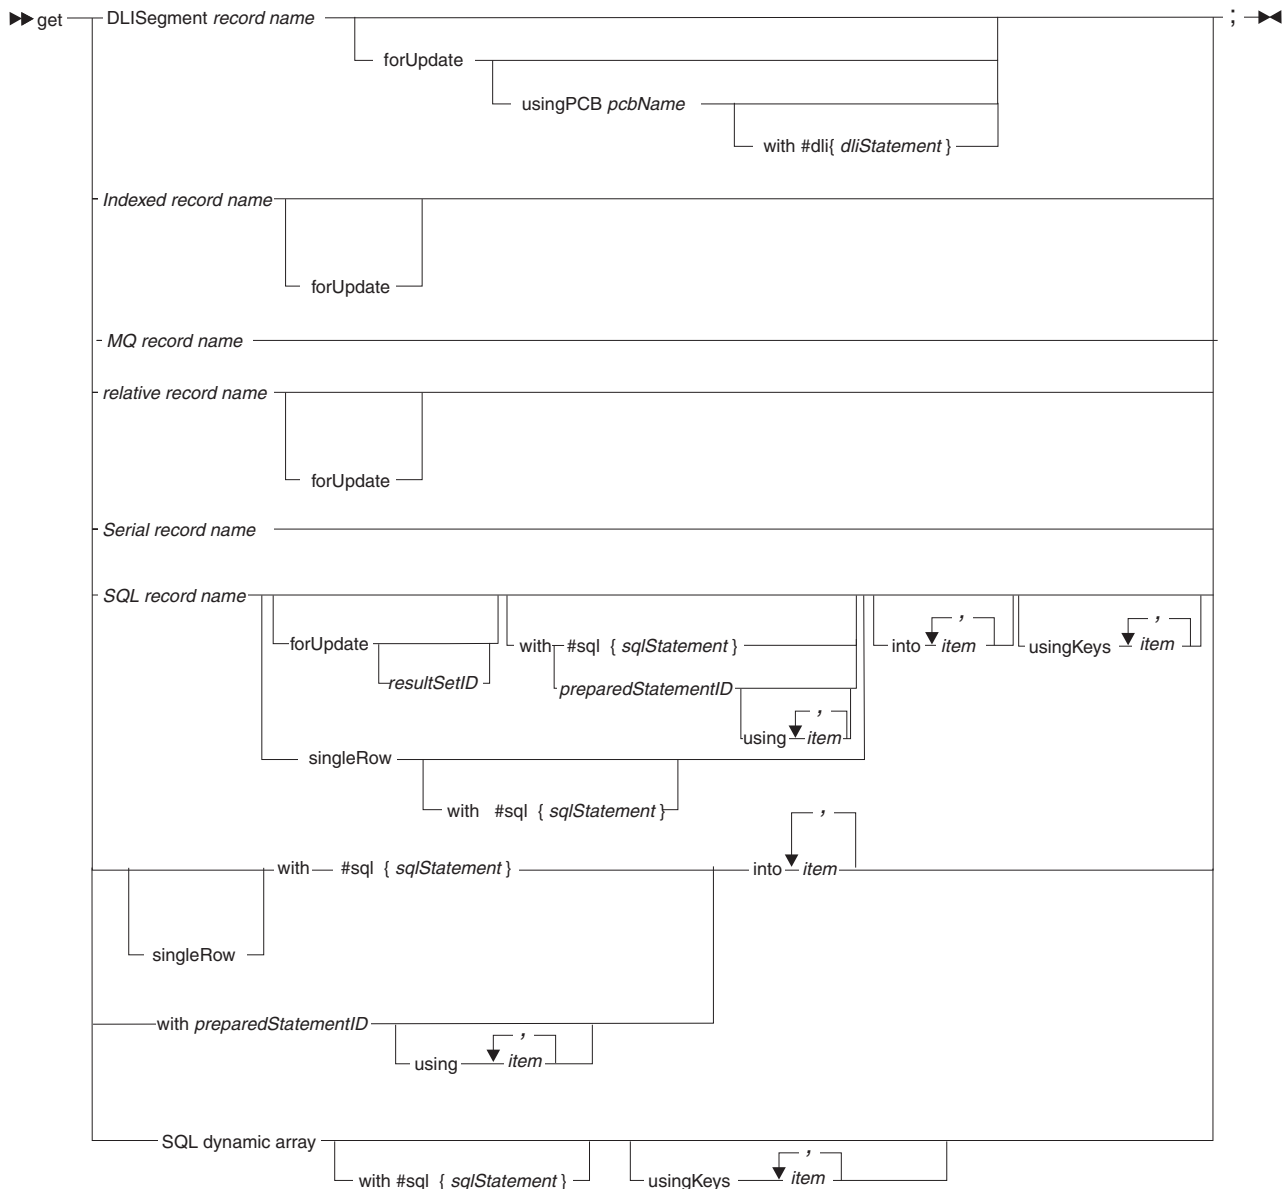 get DLISegment record name ;
forUpdate
usingPCB pcbName
with #dli{ dliStatement }
Indexed record name
forUpdate
MQ record name
relative record name
forUpdate
Serial record name
SQL record name
forUpdate with #sql { sqlStatement } into item , usingKeys item ,
resultSetID preparedStatementID
using item ,
singleRow
with #sql { sqlStatement }
with #sql { sqlStatement } into item ,
singleRow
with preparedStatementID
using item ,
SQL dynamic array
with #sql { sqlStatement } usingKeys item ,